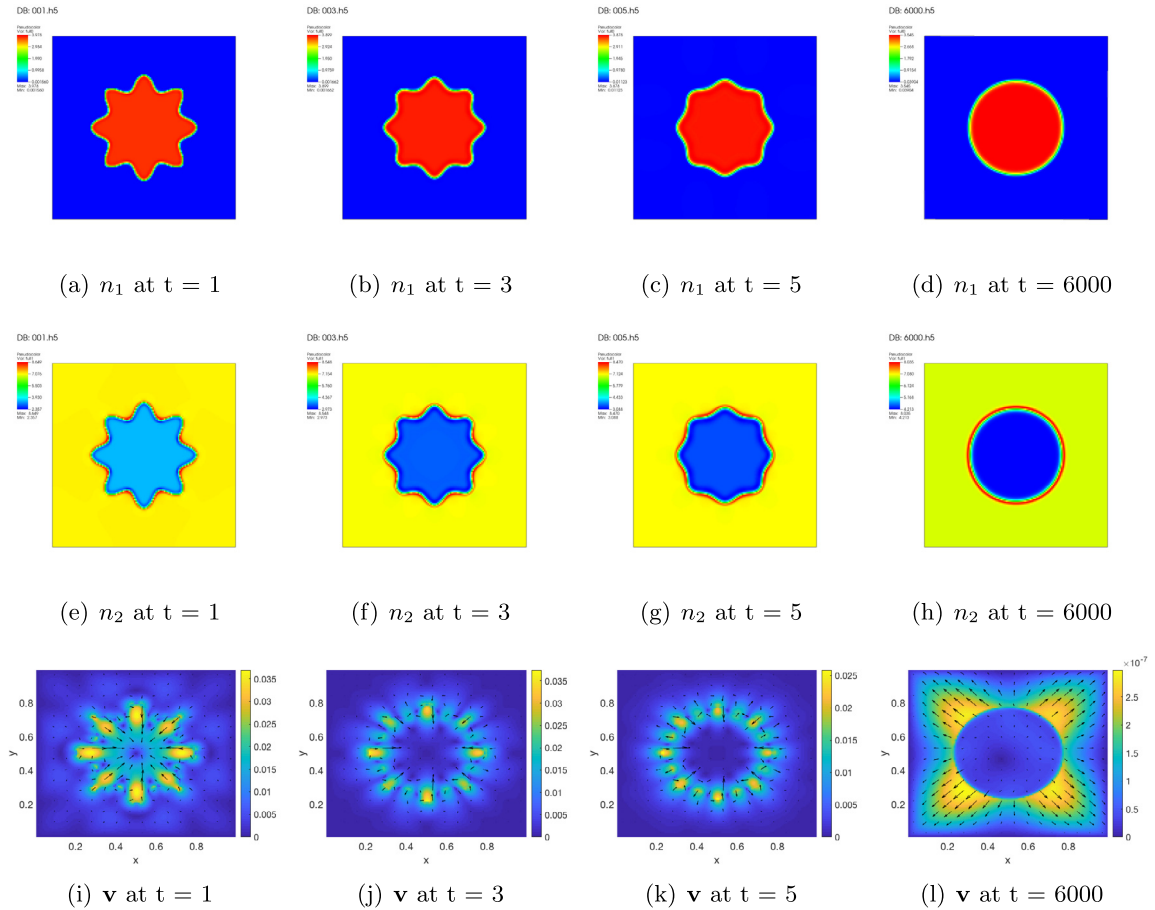 DB: 001.h5
DB: 003.h5
DB: 005.h5
DB: 6000.h5
Pseudocolor
Pseudocolor
Pseudocolor
Pseudocolor
(a) n₁ at t = 1
(b) n₁ at t = 3
(c) n₁ at t = 5
(d) n₁ at t = 6000
DB: 001.h5
DB: 003.h5
DB: 005.h5
DB: 6000.h5
Pseudocolor
Pseudocolor
Pseudocolor
Pseudocolor
(e) n₂ at t = 1
(f) n₂ at t = 3
(g) n₂ at t = 5
(h) n₂ at t = 6000
0.8
0.6
0.4
0.2
y
0.2 0.4 0.6 0.8
x
0.035
0.03
0.025
0.02
0.015
0.01
0.005
0
0.8
0.6
0.4
0.2
y
0.2 0.4 0.6 0.8
x
0.035
0.03
0.025
0.02
0.015
0.01
0.005
0
0.8
0.6
0.4
0.2
y
0.2 0.4 0.6 0.8
x
0.025
0.02
0.015
0.01
0.005
0
0.8
0.6
0.4
0.2
y
0.2 0.4 0.6 0.8
x
×10⁻⁷
2.5
2
1.5
1
0.5
0
(i) v at t = 1
(j) v at t = 3
(k) v at t = 5
(l) v at t = 6000